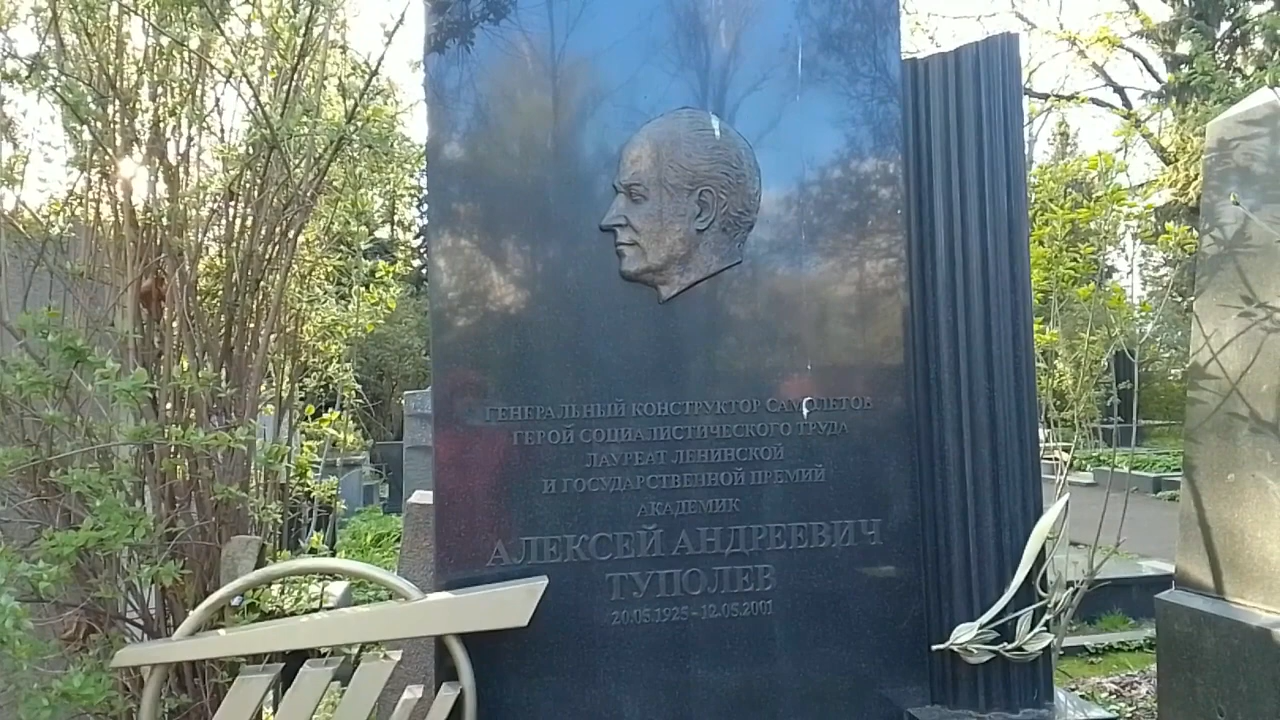 ГЕНЕРАЛЬНЫЙ КОНСТРУКТОР САМОЛЕТОВ
ГЕРОЙ СОЦИАЛИСТИЧЕСКОГО ТРУДА
ЛАУРЕАТ ЛЕНИНСКОЙ
И ГОСУДАРСТВЕННОЙ ПРЕМИЙ
АКАДЕМИК
АЛЕКСЕЙ АНДРЕЕВИЧ
ТУПОЛЕВ
20.05.1925 - 12.05.2001